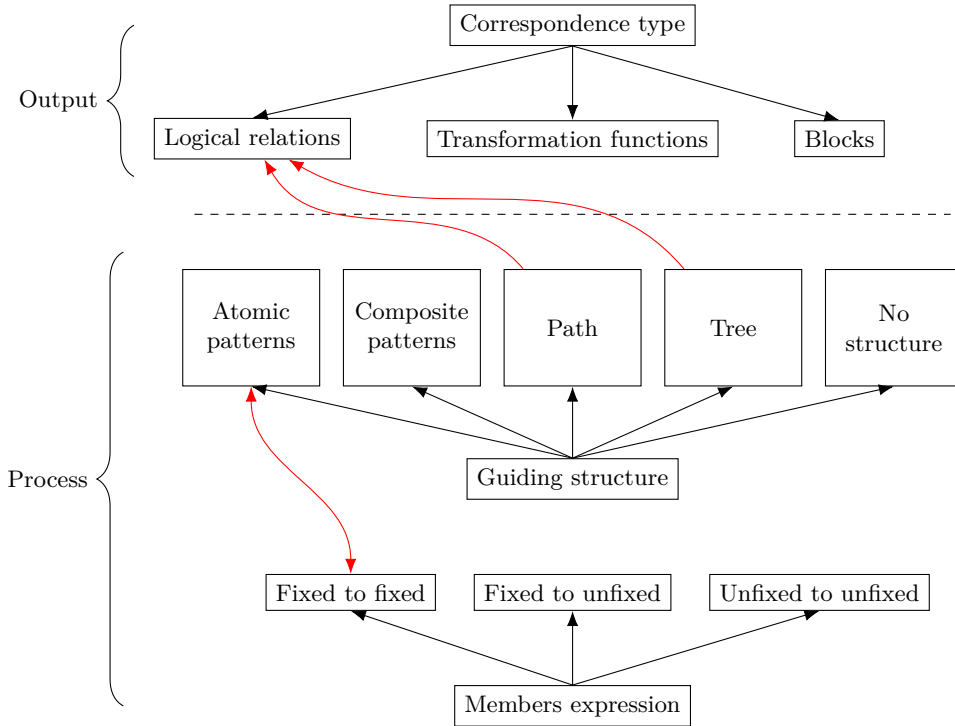 Correspondence type
Output
Logical relations
Transformation functions
Blocks
Atomic
patterns
Composite
patterns
Path
Tree
No
structure
Process
Guiding structure
Fixed to fixed
Fixed to unfixed
Unfixed to unfixed
Members expression